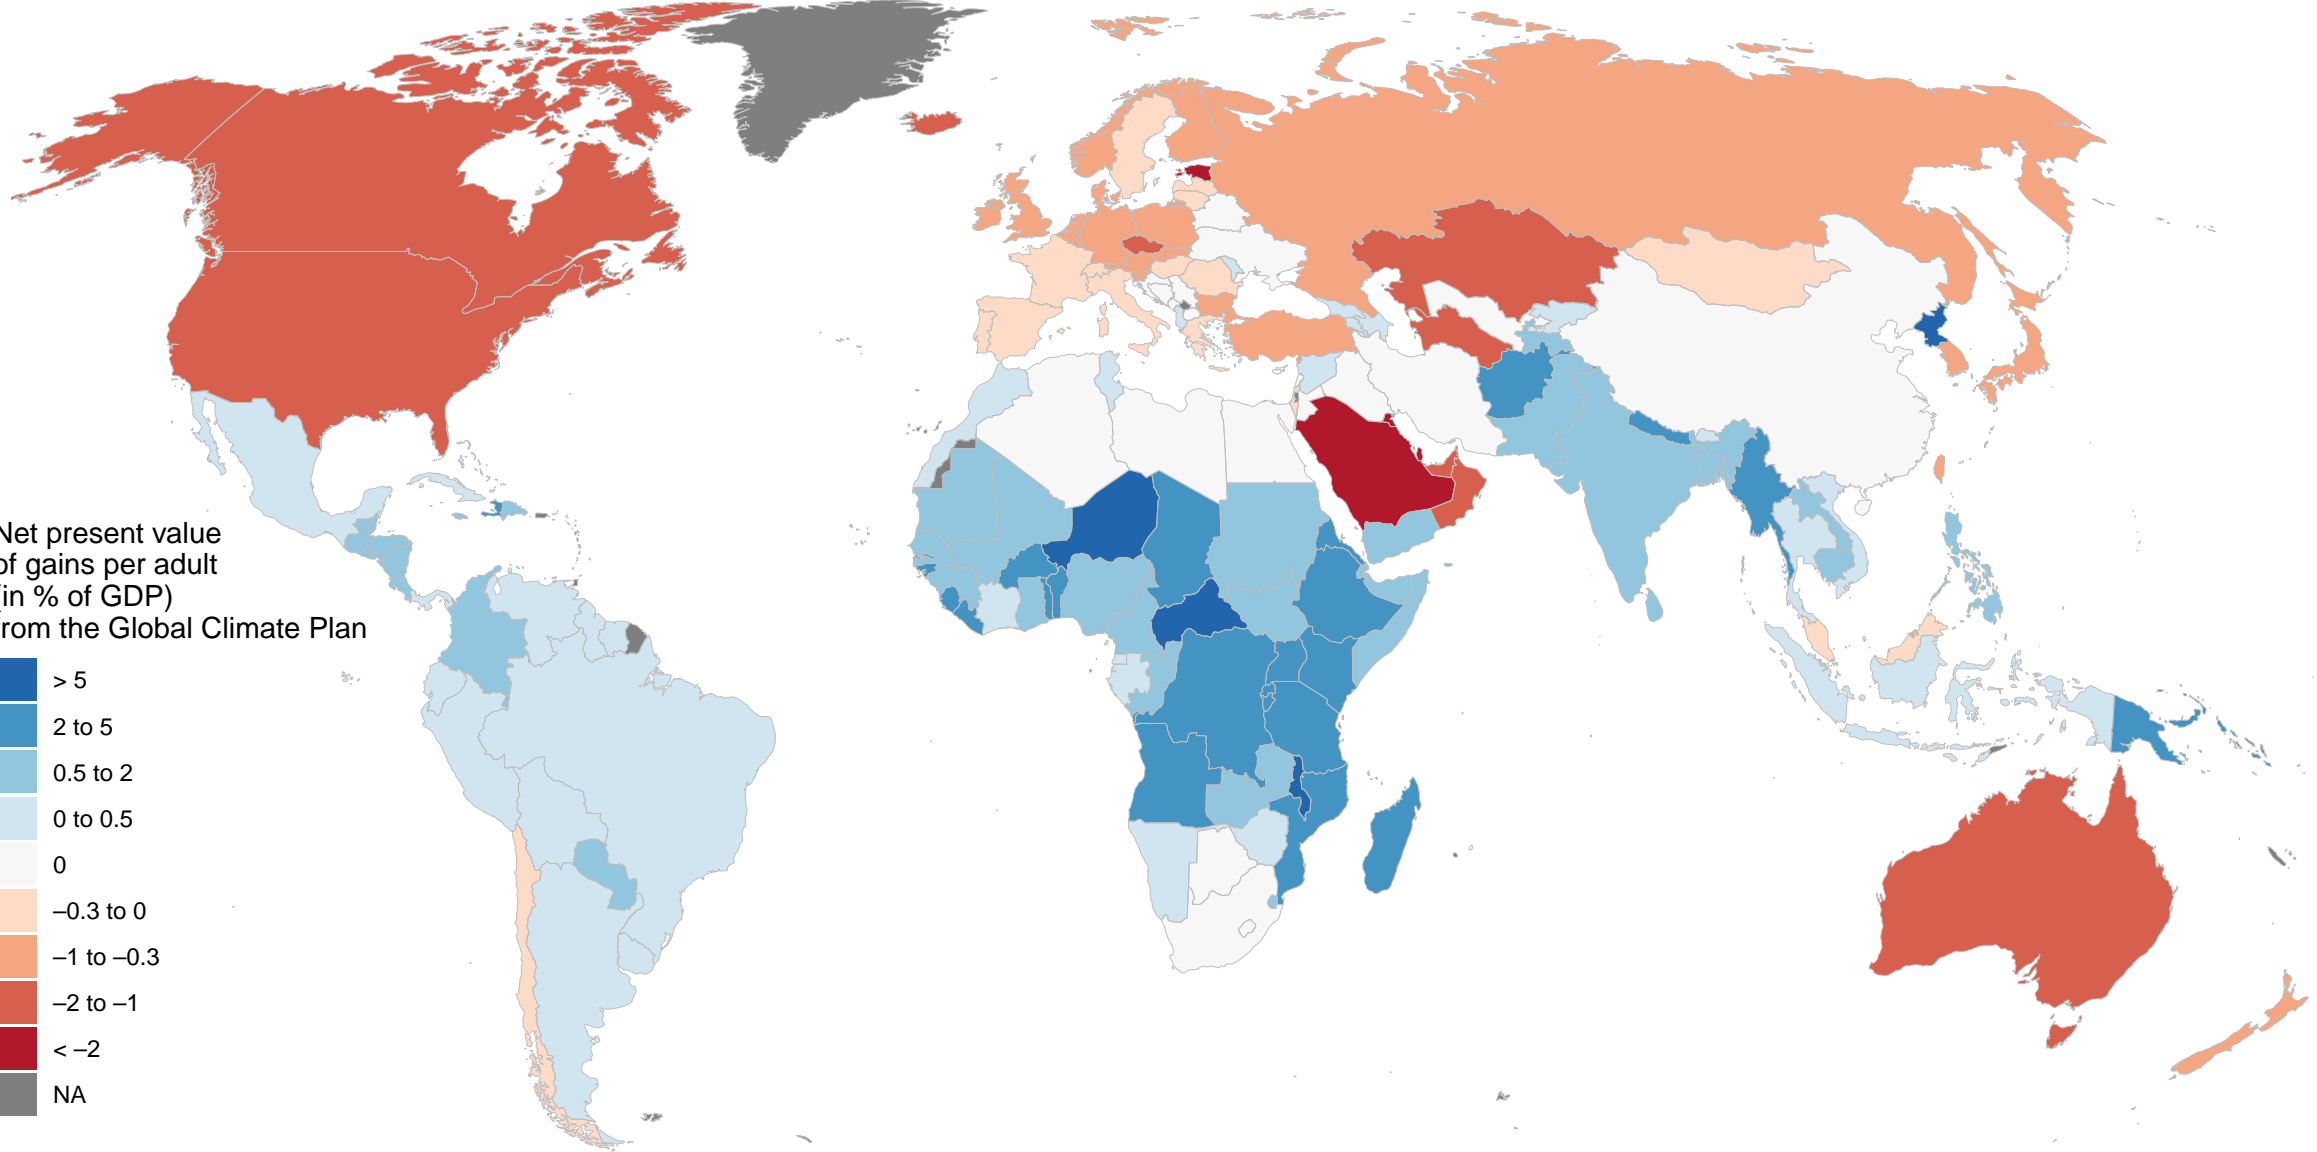 Net present value
of gains per adult
(in % of GDP)
from the Global Climate Plan
> 5
2 to 5
0.5 to 2
0 to 0.5
0
–0.3 to 0
–1 to –0.3
–2 to –1
< –2
NA